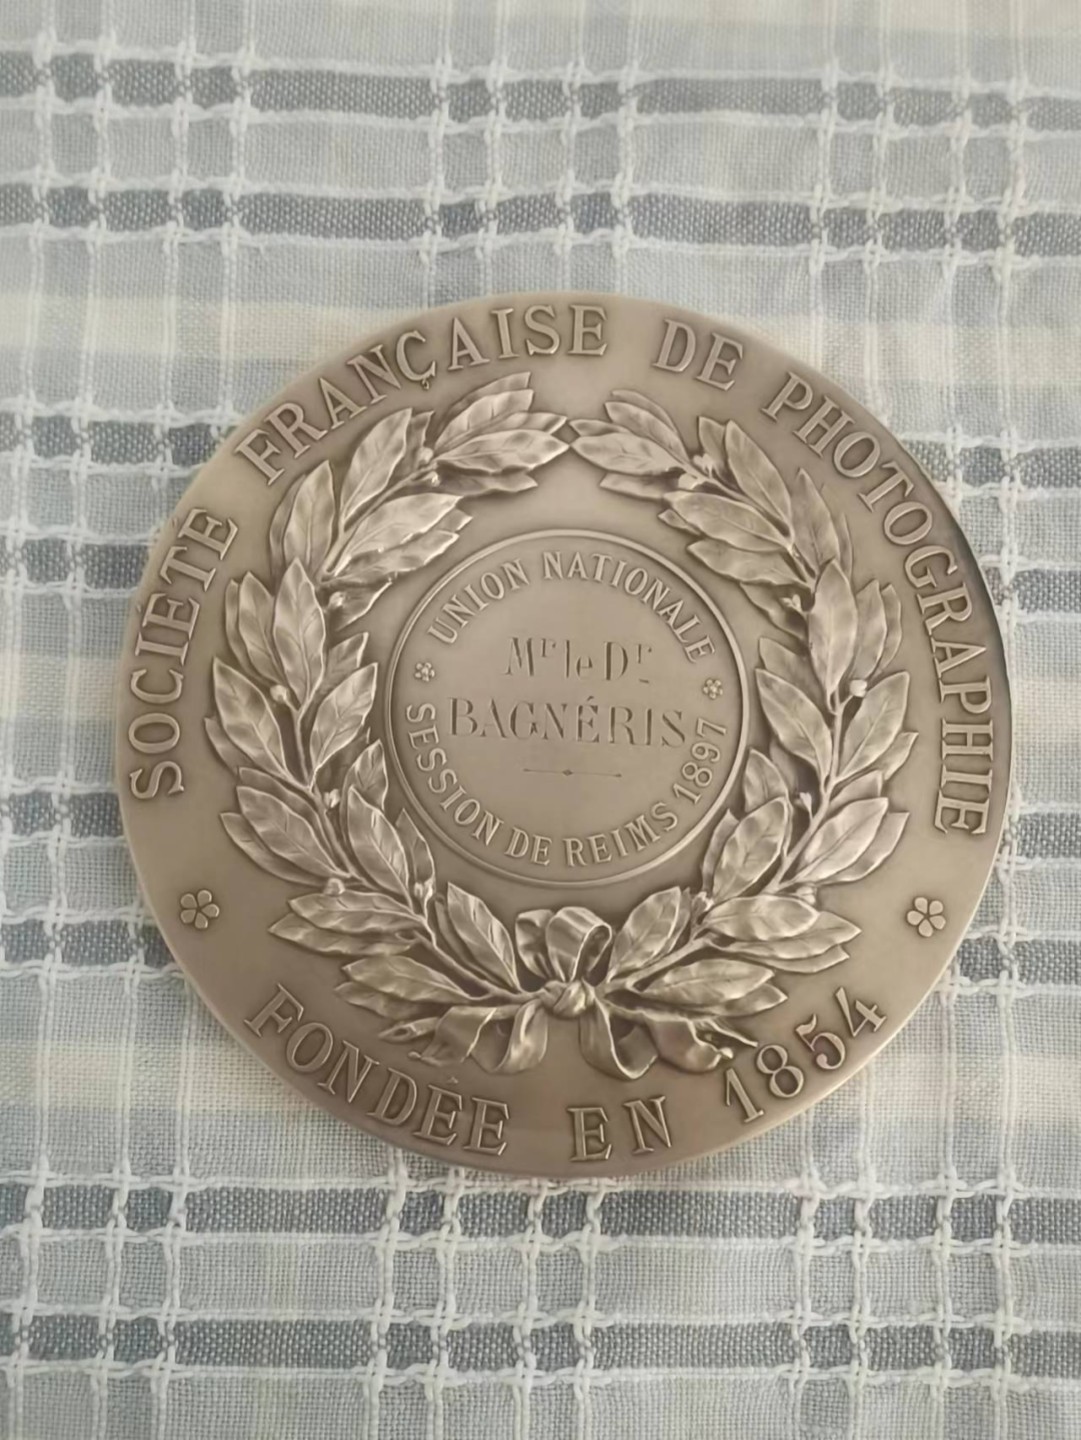 SOCIÉTÉ FRANÇAISE DE PHOTOGRAPHIE
FONDÉE EN 1854
UNION NATIONALE
SESSION DE REIMS 1897
Mr le Dr
BAGNÉRIS